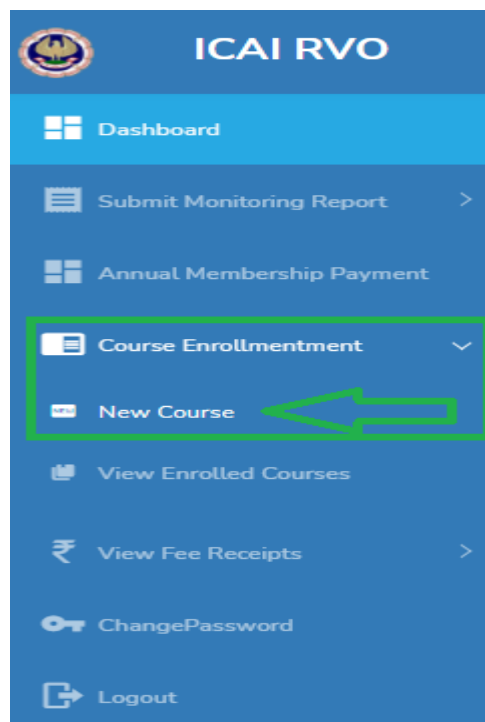 ICAI RVO
Dashboard
Submit Monitoring Report >
Annual Membership Payment
Course Enrollmentment
New Course
View Enrolled Courses
View Fee Receipts >
ChangePassword
Logout